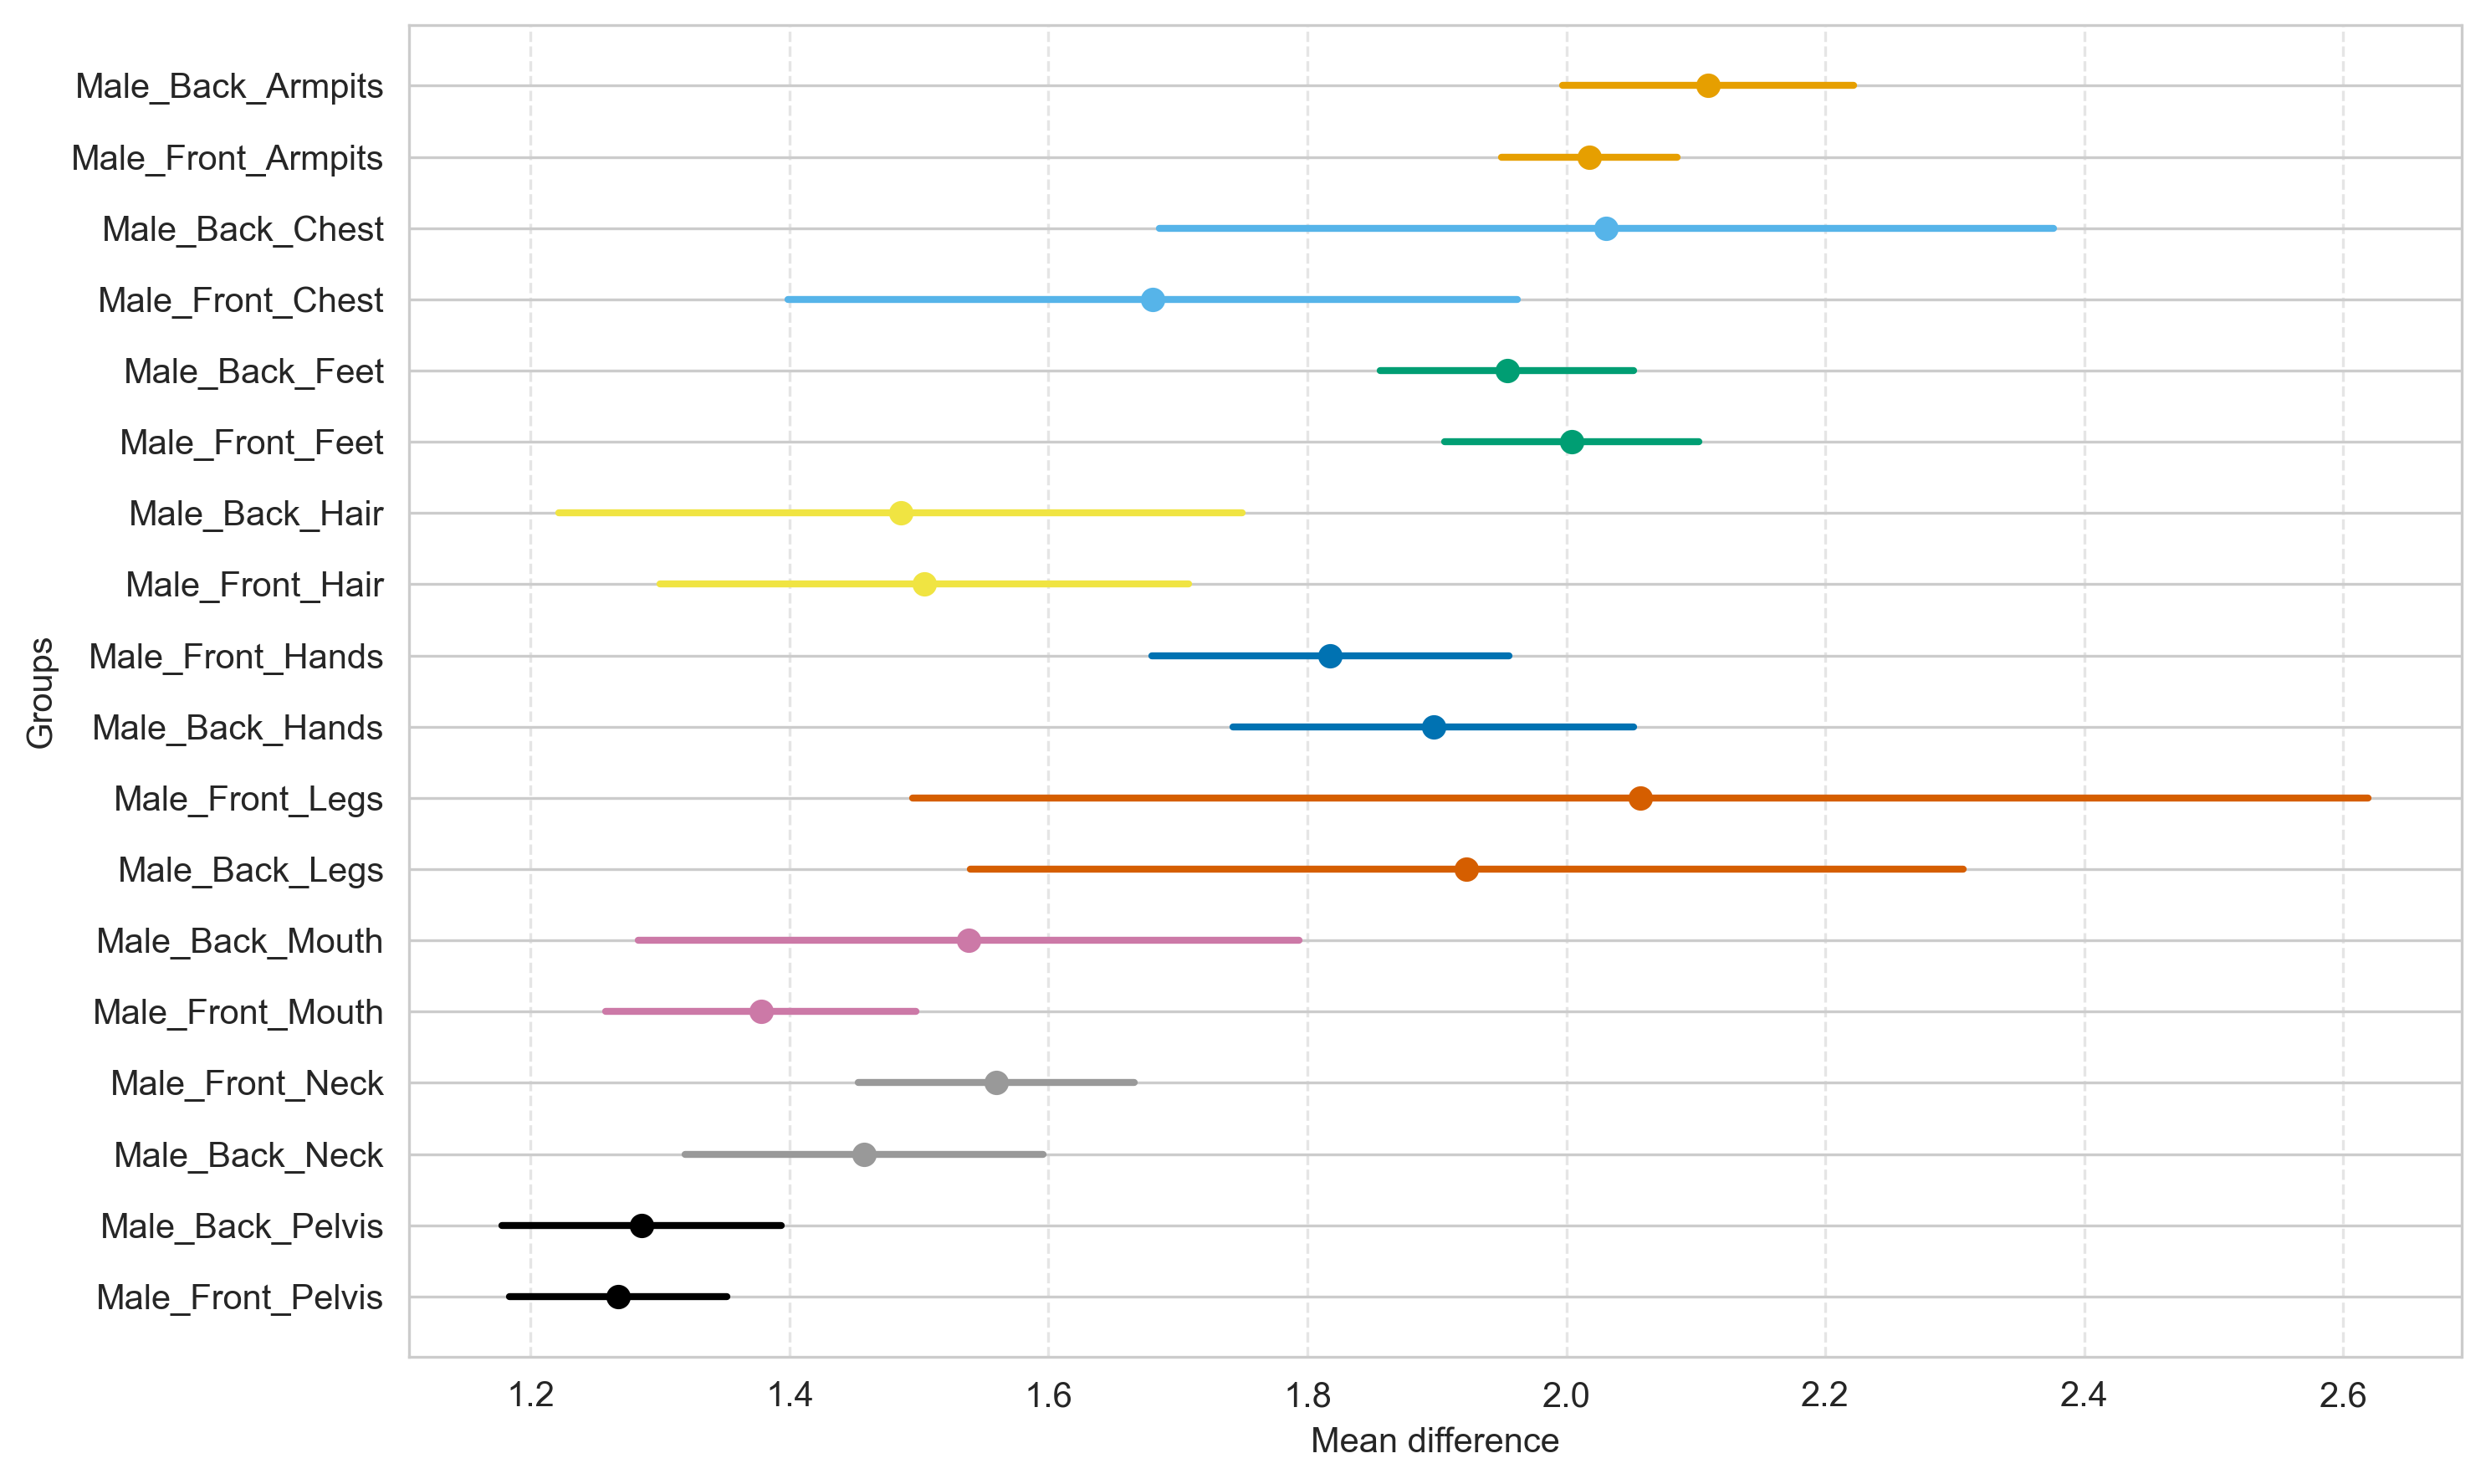 Male_Back_Armpits
Male_Front_Armpits
Male_Back_Chest
Male_Front_Chest
Male_Back_Feet
Male_Front_Feet
Male_Back_Hair
Male_Front_Hair
Male_Front_Hands
Male_Back_Hands
Male_Front_Legs
Male_Back_Legs
Male_Back_Mouth
Male_Front_Mouth
Male_Front_Neck
Male_Back_Neck
Male_Back_Pelvis
Male_Front_Pelvis
Groups
1.2 1.4 1.6 1.8 2.0 2.2 2.4 2.6
Mean difference